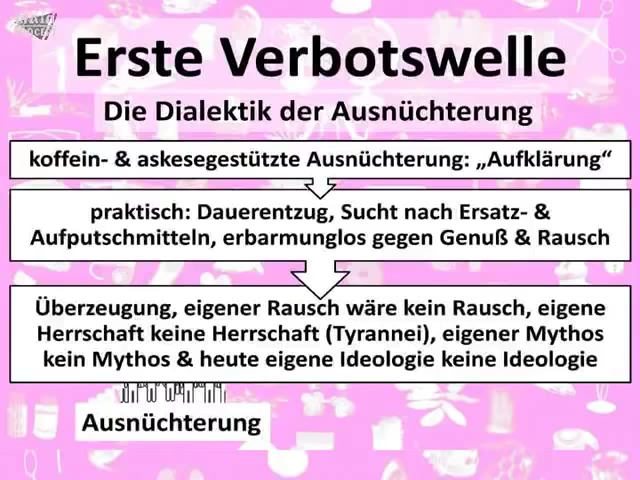 Erste Verbotswelle
Die Dialektik der Ausnüchterung
koffein- & askesegestützte Ausnüchterung: „Aufklärung“
praktisch: Dauerentzug, Sucht nach Ersatz- &
Aufputschmitteln, erbarmunglos gegen Genuß & Rausch
Überzeugung, eigener Rausch wäre kein Rausch, eigene
Herrschaft keine Herrschaft (Tyrannei), eigener Mythos
kein Mythos & heute eigene Ideologie keine Ideologie
Ausnüchterung